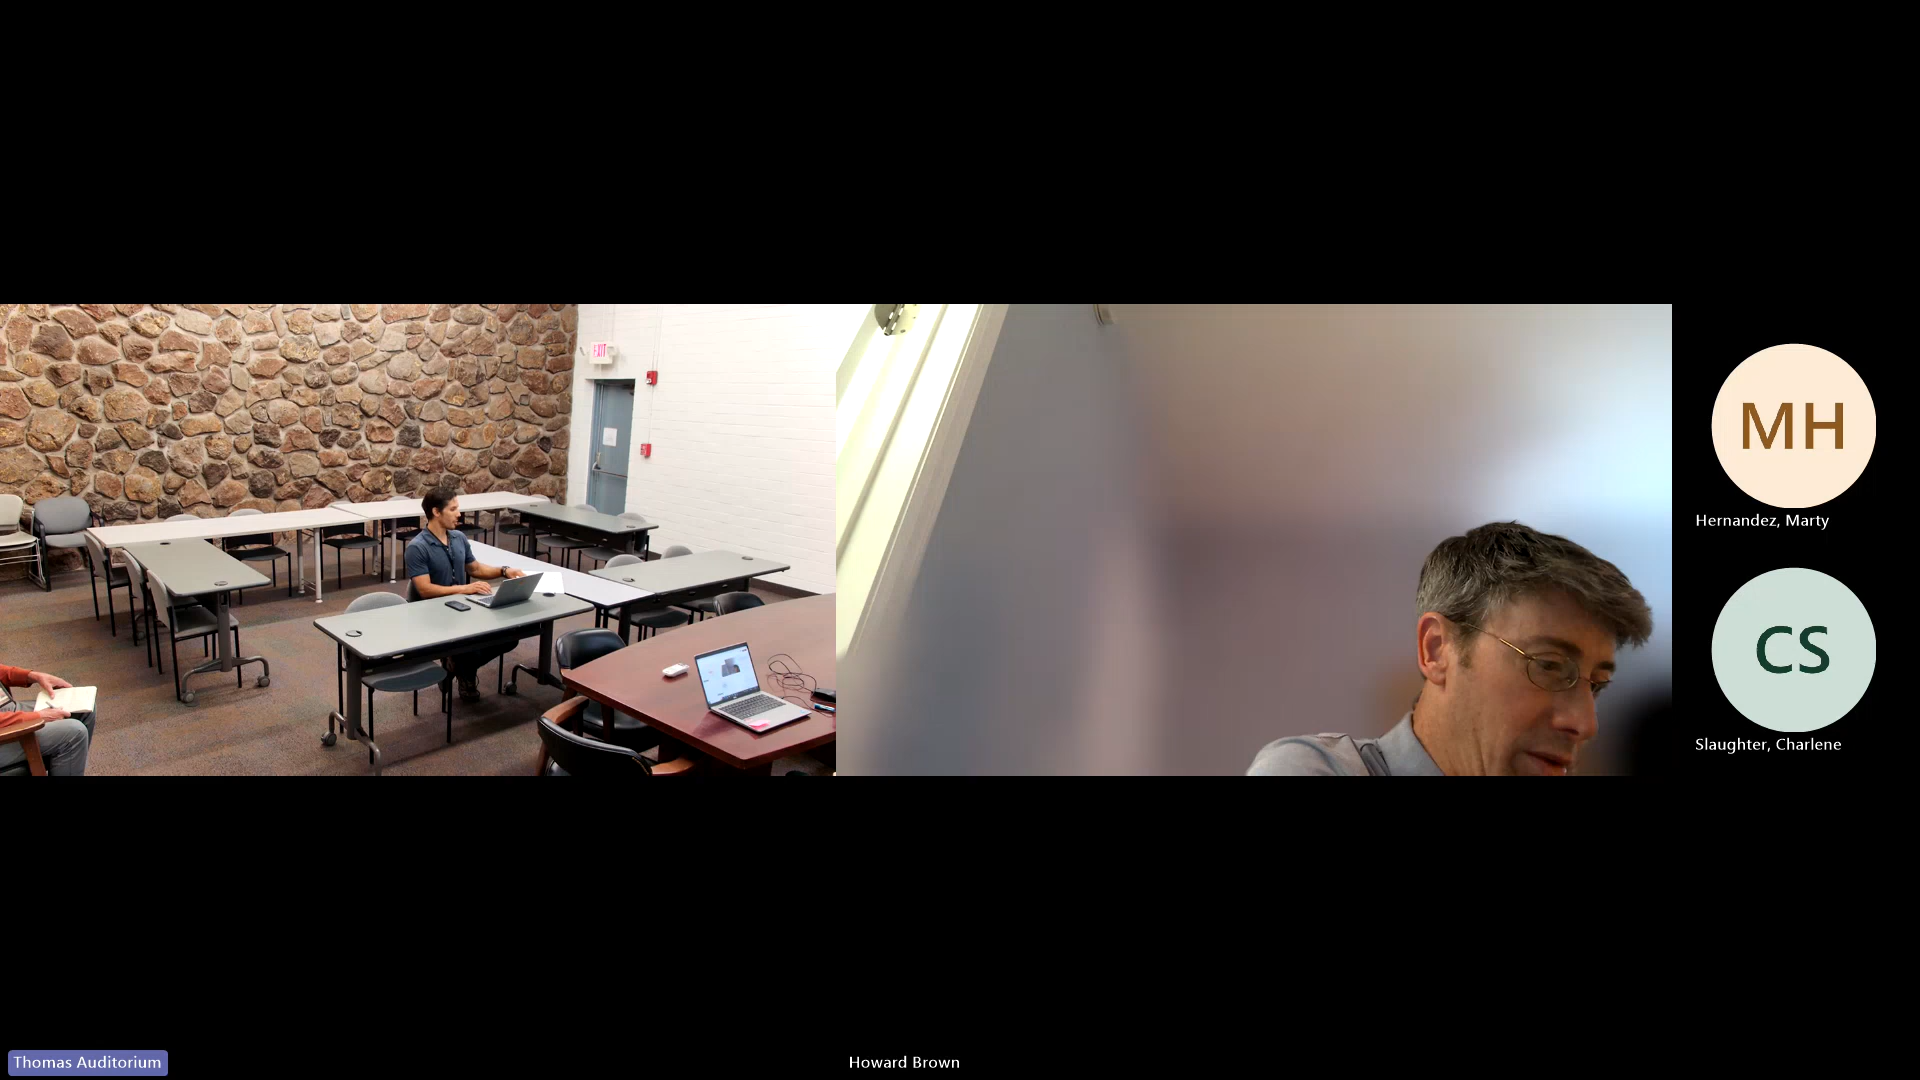 EXIT
MH
Hernandez, Marty
CS
Slaughter, Charlene
Thomas Auditorium
Howard Brown